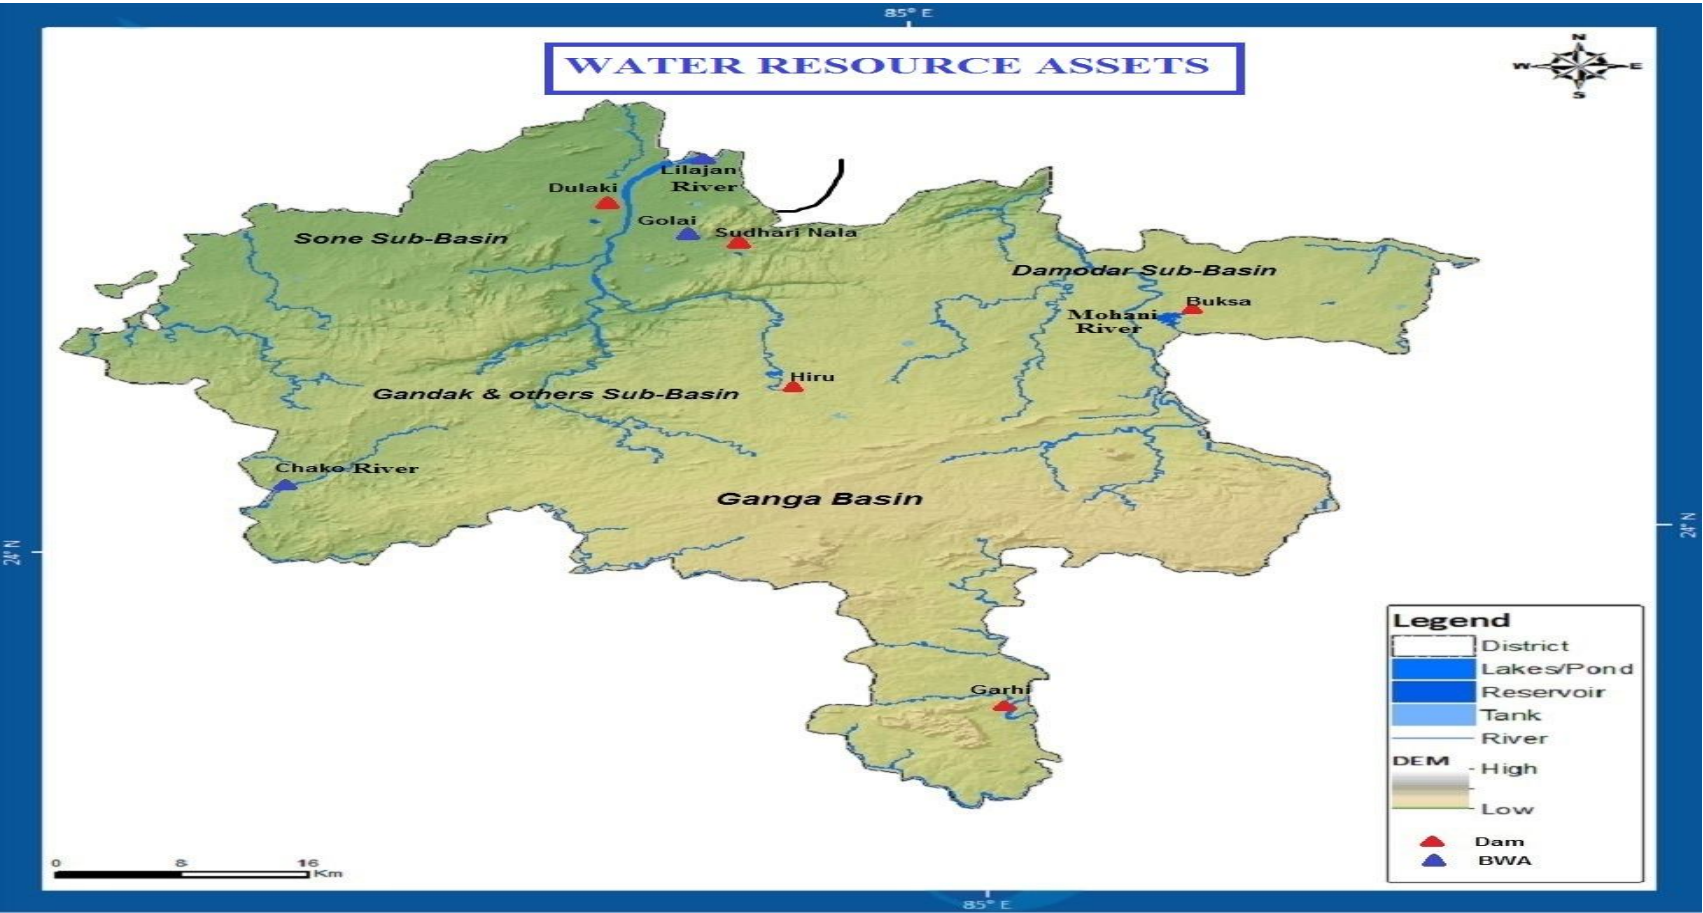 85° E
WATER RESOURCE ASSETS
N
W E
S
Lilajan
River
Dulaki
Golai
Sudhari Nala
Sone Sub-Basin
Damodar Sub-Basin
Buksa
Mohani
River
Hiru
Gandak & others Sub-Basin
Chako River
Ganga Basin
24° N
24° N
Garhi
Legend
District
Lakes/Pond
Reservoir
Tank
River
DEM
High
Low
Dam
BWA
0 8 16
Km
85° E